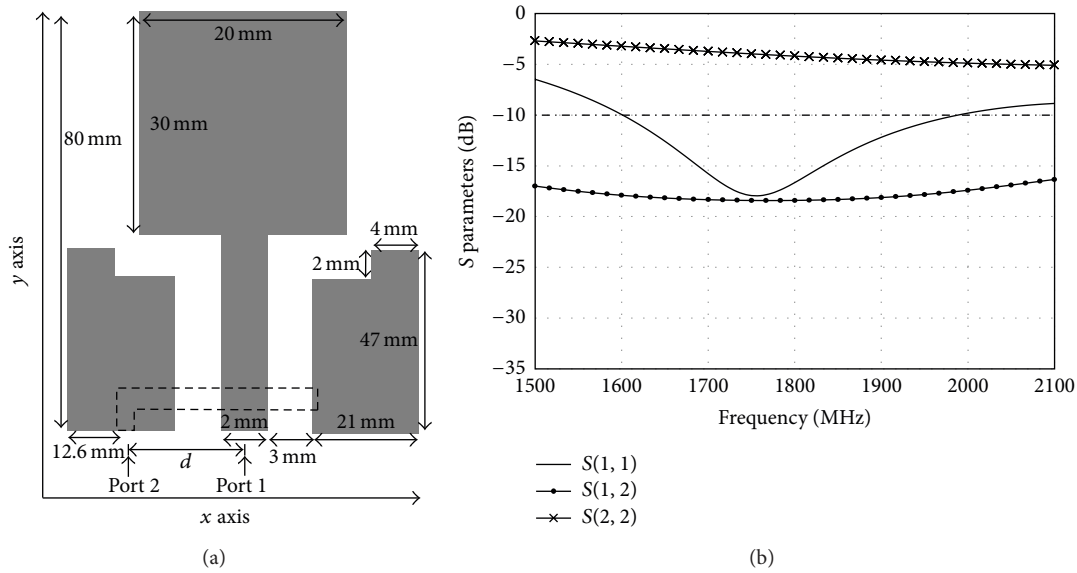 20 mm
80 mm
30 mm
4 mm
2 mm
47 mm
2 mm
21 mm
12.6 mm
d
3 mm
Port 2
Port 1
y axis
x axis
(a)
0
−5
−10
−15
−20
−25
−30
−35
1500
1600
1700
1800
1900
2000
2100
S parameters (dB)
Frequency (MHz)
S(1, 1)
S(1, 2)
S(2, 2)
(b)